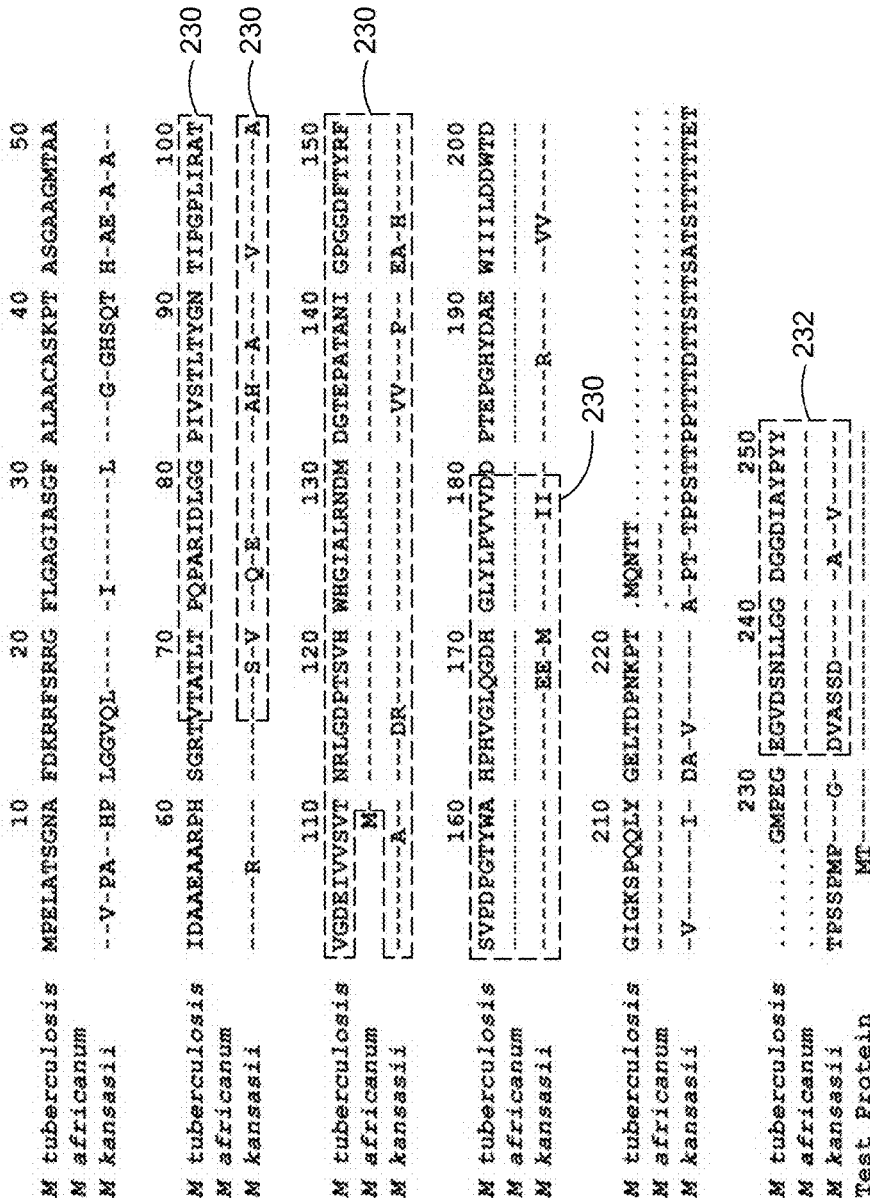 10 20 30 40 50
M tuberculosis MPELATSGNA FDKRRFSRRG FLGAGIASGF ALAACASKPT ASGAAGMTAA
M africanum
M kansasii --V-PA--HP LGGVQL---- -I-------L ---G-GHSQT H-AE-A-A--
60 70 80 90 100
M tuberculosis IDAAEAARPH SGRTVTATLT PQPARIDLGG PIVSTLTYGN TIPGPLIRAT 230
M africanum
M kansasii -----R---- -------S-V --Q-E----- ---AH--A-- --V------A 230
110 120 130 140 150
M tuberculosis VGDEIVVSVT NRLGDPTSVH WHGIALRNDM DGTEPATANI GPGGDFTYRF 230
M africanum M- ---------- ---------- ---------- ----------
M kansasii -------A-- ----DR---- ---------- ---VV---P- EA-H------
160 170 180 190 200
M tuberculosis SVPDPGTYWA HPHVGLQGDH GLYLPVVVDD PTEPGHYDAE WIIILDDWTD
M africanum ---------- ---------- ---------- ---------- ----------
M kansasii ---------- ------EE-M -------II- -----R---- --VV------
230
210 220
M tuberculosis GIGKSPQQLY GELTDPNKPT .MQNTT...........................
M africanum ---------- ---------- .-----...........................
M kansasii -V------I- DA-V------ A-PT-TPPSTTPPTTTDTTSTTSATSTTTTTET
230 240 250
M tuberculosis ......GMPEG EGVDSNLLGG DGGDIAYPYY 232
M africanum ......----- ---------- ----------
M kansasii TPSSPMP---G- DVASSD---- -A--V-----
Test Protein MT----- ---------- ----------